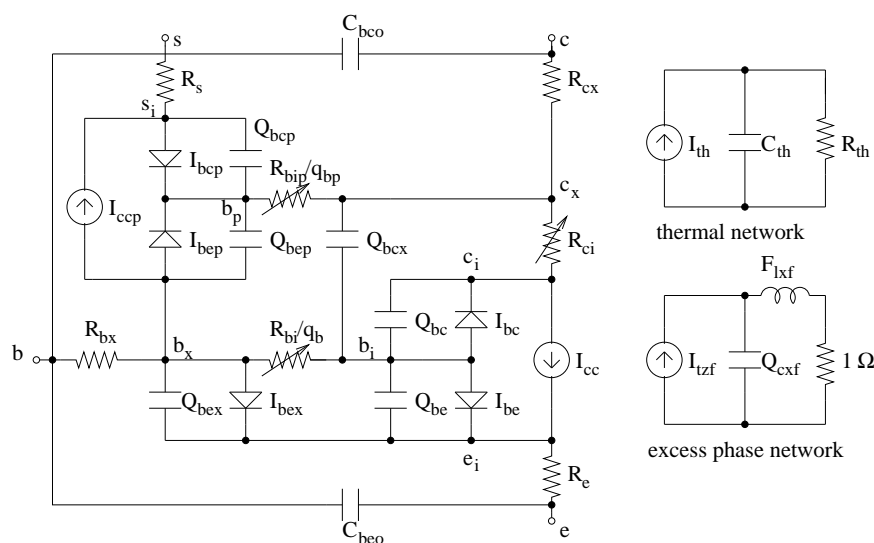 C_bco
s
c
R_s
R_cx
s_i
Q_bcp
I_bcp
R_bip/q_bp
I_th
C_th
R_th
I_ccp
b_p
c_x
I_bep
Q_bep
Q_bcx
R_ci
thermal network
c_i
F_lxf
R_bx
R_bi/q_b
Q_bc
I_bc
b
b_x
b_i
I_cc
I_tzf
Q_cxf
1 Ω
Q_bex
I_bex
Q_be
I_be
e_i
excess phase network
R_e
C_beo
e